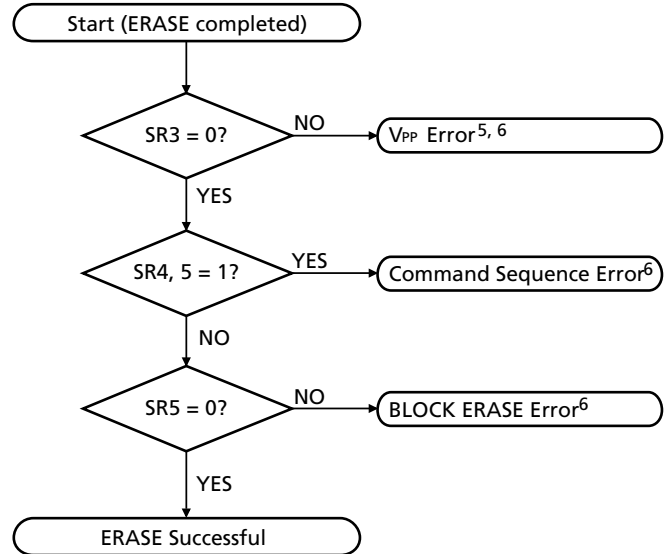 Start (ERASE completed)
SR3 = 0?
NO
VPP Error5, 6
YES
SR4, 5 = 1?
YES
Command Sequence Error6
NO
SR5 = 0?
NO
BLOCK ERASE Error6
YES
ERASE Successful